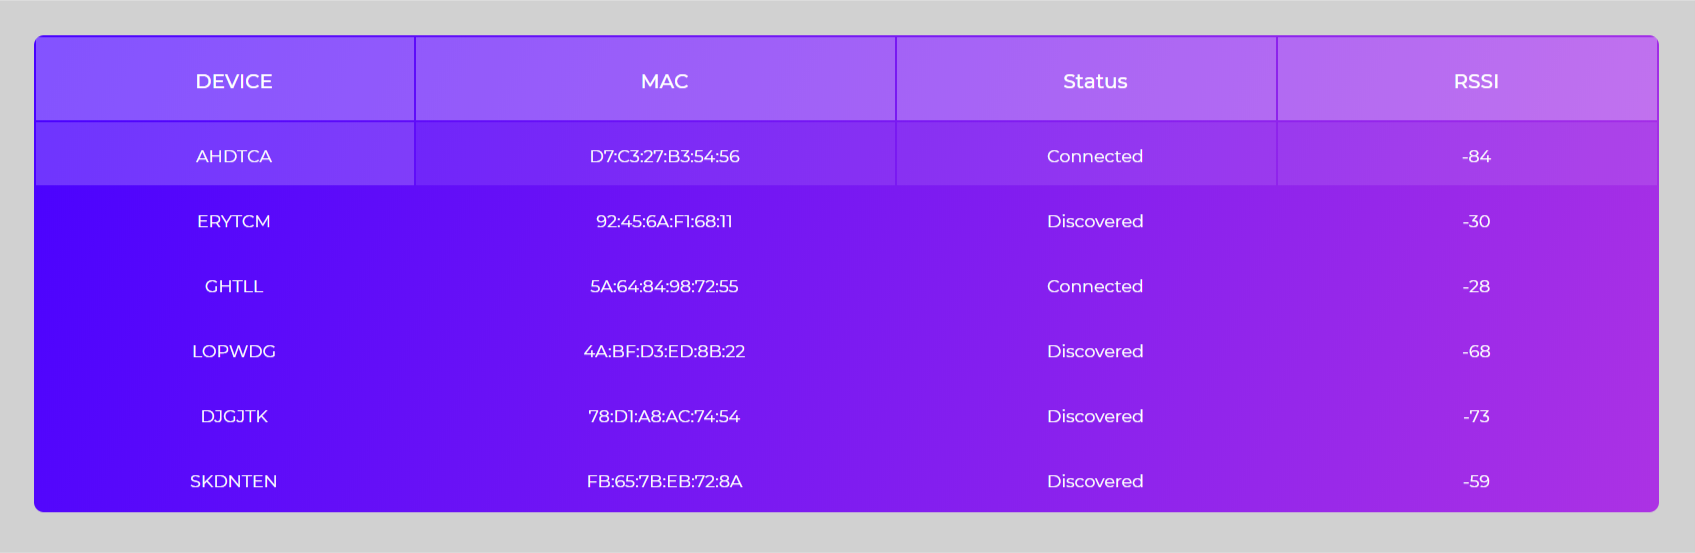 DEVICE MAC Status RSSI
AHDTCA D7:C3:27:B3:54:56 Connected -84
ERYTCM 92:45:6A:F1:68:11 Discovered -30
GHTLL 5A:64:84:98:72:55 Connected -28
LOPWDG 4A:BF:D3:ED:8B:22 Discovered -68
DJGJTK 78:D1:A8:AC:74:54 Discovered -73
SKDNTEN FB:65:7B:EB:72:8A Discovered -59